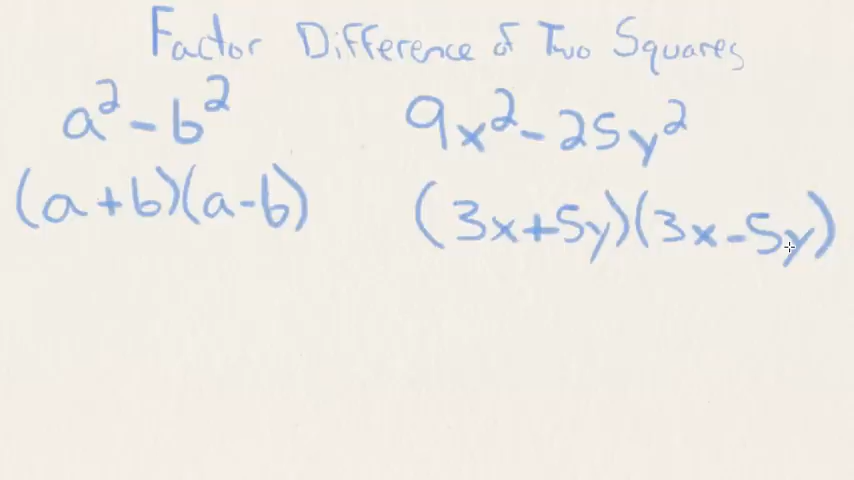 Factor Difference of Two Squares
a² - b²
(a+b)(a-b)
9x² - 25y²
(3x+5y)(3x-5y)